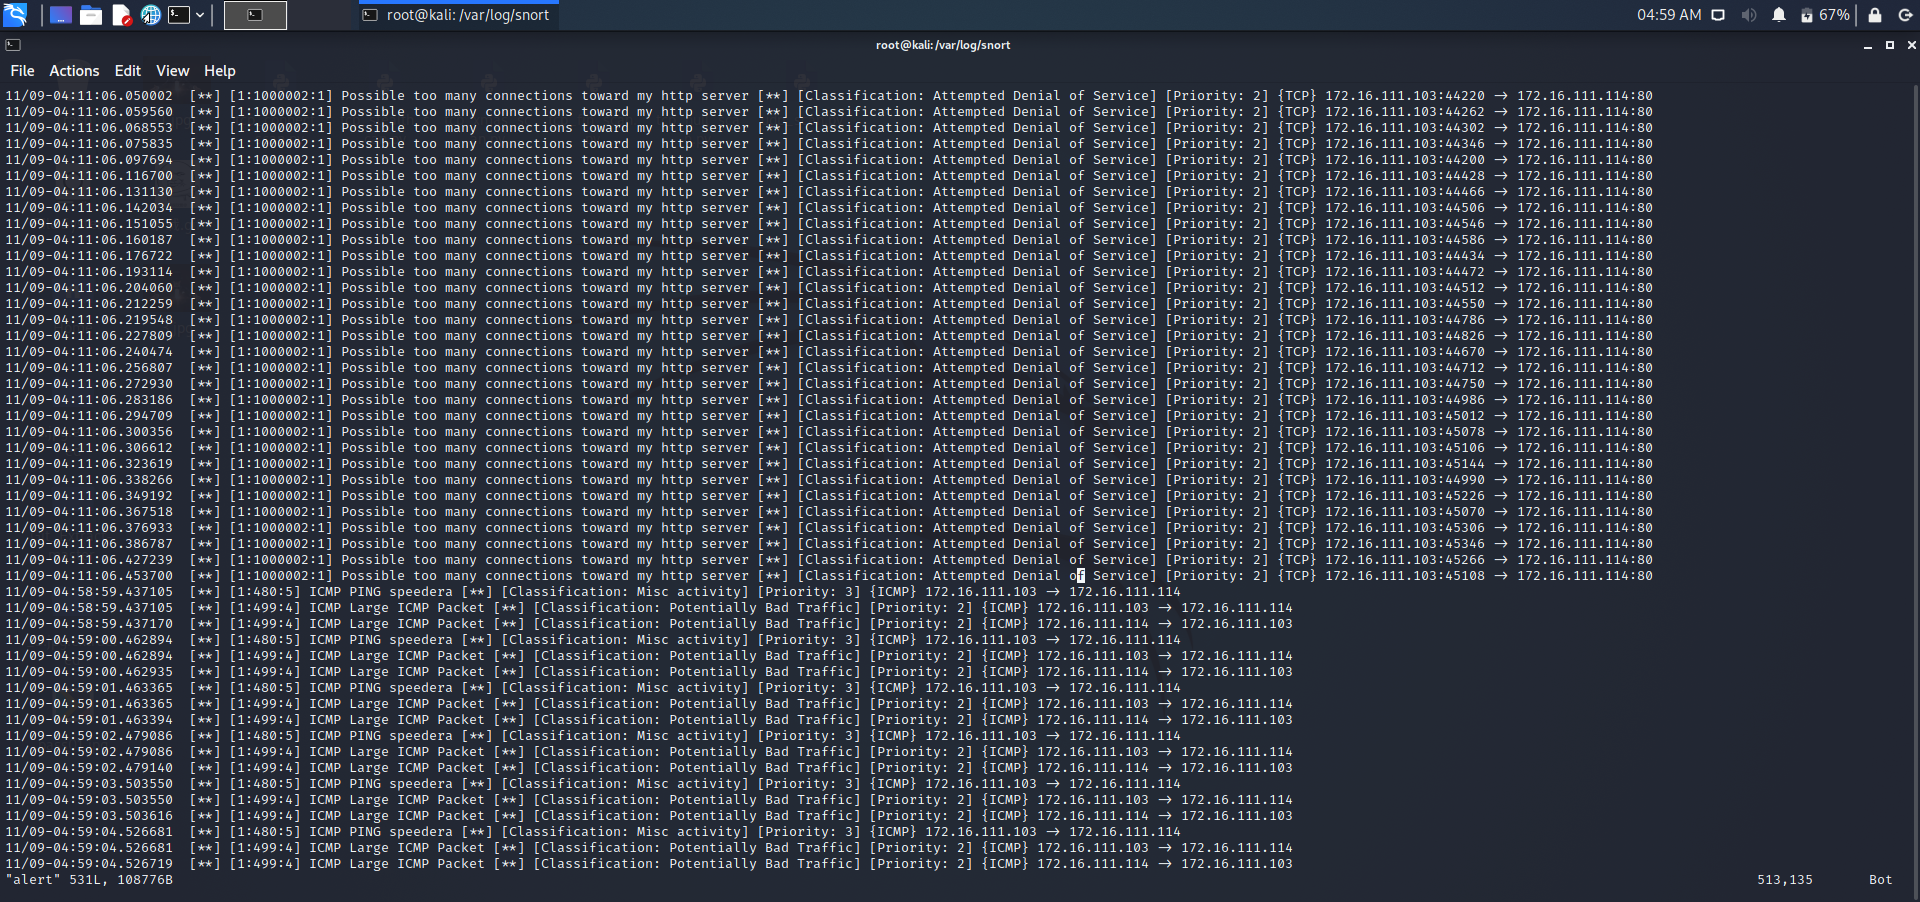 root@kali: /var/log/snort
04:59 AM
67%
root@kali:/var/log/snort
File Actions Edit View Help
11/09-04:11:06.050002  [**] [1:1000002:1] Possible too many connections toward my http server [**] [Classification: Attempted Denial of Service] [Priority: 2] {TCP} 172.16.111.103:44220 → 172.16.111.114:80
11/09-04:11:06.059560  [**] [1:1000002:1] Possible too many connections toward my http server [**] [Classification: Attempted Denial of Service] [Priority: 2] {TCP} 172.16.111.103:44262 → 172.16.111.114:80
11/09-04:11:06.068553  [**] [1:1000002:1] Possible too many connections toward my http server [**] [Classification: Attempted Denial of Service] [Priority: 2] {TCP} 172.16.111.103:44302 → 172.16.111.114:80
11/09-04:11:06.075835  [**] [1:1000002:1] Possible too many connections toward my http server [**] [Classification: Attempted Denial of Service] [Priority: 2] {TCP} 172.16.111.103:44346 → 172.16.111.114:80
11/09-04:11:06.097694  [**] [1:1000002:1] Possible too many connections toward my http server [**] [Classification: Attempted Denial of Service] [Priority: 2] {TCP} 172.16.111.103:44200 → 172.16.111.114:80
11/09-04:11:06.116700  [**] [1:1000002:1] Possible too many connections toward my http server [**] [Classification: Attempted Denial of Service] [Priority: 2] {TCP} 172.16.111.103:44428 → 172.16.111.114:80
11/09-04:11:06.131130  [**] [1:1000002:1] Possible too many connections toward my http server [**] [Classification: Attempted Denial of Service] [Priority: 2] {TCP} 172.16.111.103:44466 → 172.16.111.114:80
11/09-04:11:06.142034  [**] [1:1000002:1] Possible too many connections toward my http server [**] [Classification: Attempted Denial of Service] [Priority: 2] {TCP} 172.16.111.103:44506 → 172.16.111.114:80
11/09-04:11:06.151055  [**] [1:1000002:1] Possible too many connections toward my http server [**] [Classification: Attempted Denial of Service] [Priority: 2] {TCP} 172.16.111.103:44546 → 172.16.111.114:80
11/09-04:11:06.160187  [**] [1:1000002:1] Possible too many connections toward my http server [**] [Classification: Attempted Denial of Service] [Priority: 2] {TCP} 172.16.111.103:44586 → 172.16.111.114:80
11/09-04:11:06.176722  [**] [1:1000002:1] Possible too many connections toward my http server [**] [Classification: Attempted Denial of Service] [Priority: 2] {TCP} 172.16.111.103:44434 → 172.16.111.114:80
11/09-04:11:06.193114  [**] [1:1000002:1] Possible too many connections toward my http server [**] [Classification: Attempted Denial of Service] [Priority: 2] {TCP} 172.16.111.103:44472 → 172.16.111.114:80
11/09-04:11:06.204060  [**] [1:1000002:1] Possible too many connections toward my http server [**] [Classification: Attempted Denial of Service] [Priority: 2] {TCP} 172.16.111.103:44512 → 172.16.111.114:80
11/09-04:11:06.212259  [**] [1:1000002:1] Possible too many connections toward my http server [**] [Classification: Attempted Denial of Service] [Priority: 2] {TCP} 172.16.111.103:44550 → 172.16.111.114:80
11/09-04:11:06.219548  [**] [1:1000002:1] Possible too many connections toward my http server [**] [Classification: Attempted Denial of Service] [Priority: 2] {TCP} 172.16.111.103:44786 → 172.16.111.114:80
11/09-04:11:06.227809  [**] [1:1000002:1] Possible too many connections toward my http server [**] [Classification: Attempted Denial of Service] [Priority: 2] {TCP} 172.16.111.103:44826 → 172.16.111.114:80
11/09-04:11:06.240474  [**] [1:1000002:1] Possible too many connections toward my http server [**] [Classification: Attempted Denial of Service] [Priority: 2] {TCP} 172.16.111.103:44670 → 172.16.111.114:80
11/09-04:11:06.256807  [**] [1:1000002:1] Possible too many connections toward my http server [**] [Classification: Attempted Denial of Service] [Priority: 2] {TCP} 172.16.111.103:44712 → 172.16.111.114:80
11/09-04:11:06.272930  [**] [1:1000002:1] Possible too many connections toward my http server [**] [Classification: Attempted Denial of Service] [Priority: 2] {TCP} 172.16.111.103:44750 → 172.16.111.114:80
11/09-04:11:06.283186  [**] [1:1000002:1] Possible too many connections toward my http server [**] [Classification: Attempted Denial of Service] [Priority: 2] {TCP} 172.16.111.103:44986 → 172.16.111.114:80
11/09-04:11:06.294709  [**] [1:1000002:1] Possible too many connections toward my http server [**] [Classification: Attempted Denial of Service] [Priority: 2] {TCP} 172.16.111.103:45012 → 172.16.111.114:80
11/09-04:11:06.300356  [**] [1:1000002:1] Possible too many connections toward my http server [**] [Classification: Attempted Denial of Service] [Priority: 2] {TCP} 172.16.111.103:45078 → 172.16.111.114:80
11/09-04:11:06.306612  [**] [1:1000002:1] Possible too many connections toward my http server [**] [Classification: Attempted Denial of Service] [Priority: 2] {TCP} 172.16.111.103:45106 → 172.16.111.114:80
11/09-04:11:06.323619  [**] [1:1000002:1] Possible too many connections toward my http server [**] [Classification: Attempted Denial of Service] [Priority: 2] {TCP} 172.16.111.103:45144 → 172.16.111.114:80
11/09-04:11:06.338266  [**] [1:1000002:1] Possible too many connections toward my http server [**] [Classification: Attempted Denial of Service] [Priority: 2] {TCP} 172.16.111.103:44990 → 172.16.111.114:80
11/09-04:11:06.349192  [**] [1:1000002:1] Possible too many connections toward my http server [**] [Classification: Attempted Denial of Service] [Priority: 2] {TCP} 172.16.111.103:45226 → 172.16.111.114:80
11/09-04:11:06.367518  [**] [1:1000002:1] Possible too many connections toward my http server [**] [Classification: Attempted Denial of Service] [Priority: 2] {TCP} 172.16.111.103:45070 → 172.16.111.114:80
11/09-04:11:06.376933  [**] [1:1000002:1] Possible too many connections toward my http server [**] [Classification: Attempted Denial of Service] [Priority: 2] {TCP} 172.16.111.103:45306 → 172.16.111.114:80
11/09-04:11:06.386787  [**] [1:1000002:1] Possible too many connections toward my http server [**] [Classification: Attempted Denial of Service] [Priority: 2] {TCP} 172.16.111.103:45346 → 172.16.111.114:80
11/09-04:11:06.427239  [**] [1:1000002:1] Possible too many connections toward my http server [**] [Classification: Attempted Denial of Service] [Priority: 2] {TCP} 172.16.111.103:45266 → 172.16.111.114:80
11/09-04:11:06.453700  [**] [1:1000002:1] Possible too many connections toward my http server [**] [Classification: Attempted Denial of Service] [Priority: 2] {TCP} 172.16.111.103:45108 → 172.16.111.114:80
11/09-04:58:59.437105  [**] [1:480:5] ICMP PING speedera [**] [Classification: Misc activity] [Priority: 3] {ICMP} 172.16.111.103 → 172.16.111.114
11/09-04:58:59.437105  [**] [1:499:4] ICMP Large ICMP Packet [**] [Classification: Potentially Bad Traffic] [Priority: 2] {ICMP} 172.16.111.103 → 172.16.111.114
11/09-04:58:59.437170  [**] [1:499:4] ICMP Large ICMP Packet [**] [Classification: Potentially Bad Traffic] [Priority: 2] {ICMP} 172.16.111.114 → 172.16.111.103
11/09-04:59:00.462894  [**] [1:480:5] ICMP PING speedera [**] [Classification: Misc activity] [Priority: 3] {ICMP} 172.16.111.103 → 172.16.111.114
11/09-04:59:00.462894  [**] [1:499:4] ICMP Large ICMP Packet [**] [Classification: Potentially Bad Traffic] [Priority: 2] {ICMP} 172.16.111.103 → 172.16.111.114
11/09-04:59:00.462935  [**] [1:499:4] ICMP Large ICMP Packet [**] [Classification: Potentially Bad Traffic] [Priority: 2] {ICMP} 172.16.111.114 → 172.16.111.103
11/09-04:59:01.463365  [**] [1:480:5] ICMP PING speedera [**] [Classification: Misc activity] [Priority: 3] {ICMP} 172.16.111.103 → 172.16.111.114
11/09-04:59:01.463365  [**] [1:499:4] ICMP Large ICMP Packet [**] [Classification: Potentially Bad Traffic] [Priority: 2] {ICMP} 172.16.111.103 → 172.16.111.114
11/09-04:59:01.463394  [**] [1:499:4] ICMP Large ICMP Packet [**] [Classification: Potentially Bad Traffic] [Priority: 2] {ICMP} 172.16.111.114 → 172.16.111.103
11/09-04:59:02.479086  [**] [1:480:5] ICMP PING speedera [**] [Classification: Misc activity] [Priority: 3] {ICMP} 172.16.111.103 → 172.16.111.114
11/09-04:59:02.479086  [**] [1:499:4] ICMP Large ICMP Packet [**] [Classification: Potentially Bad Traffic] [Priority: 2] {ICMP} 172.16.111.103 → 172.16.111.114
11/09-04:59:02.479140  [**] [1:499:4] ICMP Large ICMP Packet [**] [Classification: Potentially Bad Traffic] [Priority: 2] {ICMP} 172.16.111.114 → 172.16.111.103
11/09-04:59:03.503550  [**] [1:480:5] ICMP PING speedera [**] [Classification: Misc activity] [Priority: 3] {ICMP} 172.16.111.103 → 172.16.111.114
11/09-04:59:03.503550  [**] [1:499:4] ICMP Large ICMP Packet [**] [Classification: Potentially Bad Traffic] [Priority: 2] {ICMP} 172.16.111.103 → 172.16.111.114
11/09-04:59:03.503616  [**] [1:499:4] ICMP Large ICMP Packet [**] [Classification: Potentially Bad Traffic] [Priority: 2] {ICMP} 172.16.111.114 → 172.16.111.103
11/09-04:59:04.526681  [**] [1:480:5] ICMP PING speedera [**] [Classification: Misc activity] [Priority: 3] {ICMP} 172.16.111.103 → 172.16.111.114
11/09-04:59:04.526681  [**] [1:499:4] ICMP Large ICMP Packet [**] [Classification: Potentially Bad Traffic] [Priority: 2] {ICMP} 172.16.111.103 → 172.16.111.114
11/09-04:59:04.526719  [**] [1:499:4] ICMP Large ICMP Packet [**] [Classification: Potentially Bad Traffic] [Priority: 2] {ICMP} 172.16.111.114 → 172.16.111.103
"alert" 531L, 108776B 513,135 Bot